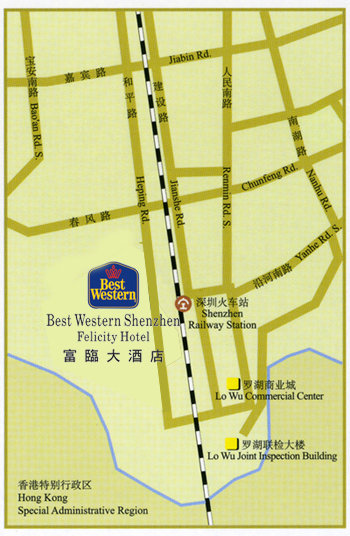 宝安南路
Bao'an Rd. S.
嘉宾路
Jiabin Rd.
和平路
Heping Rd.
建设路
Jianshe Rd.
人民南路
Renmin Rd. S.
南湖路
Nanhu Rd.
春风路
Chunfeng Rd.
沿河南路
Yanhe Rd. S.
Best
Western
Best Western Shenzhen
Felicity Hotel
富臨大酒店
深圳火车站
Shenzhen
Railway Station
罗湖商业城
Lo Wu Commercial Center
罗湖联检大楼
Lo Wu Joint Inspection Building
香港特别行政区
Hong Kong
Special Administrative Region